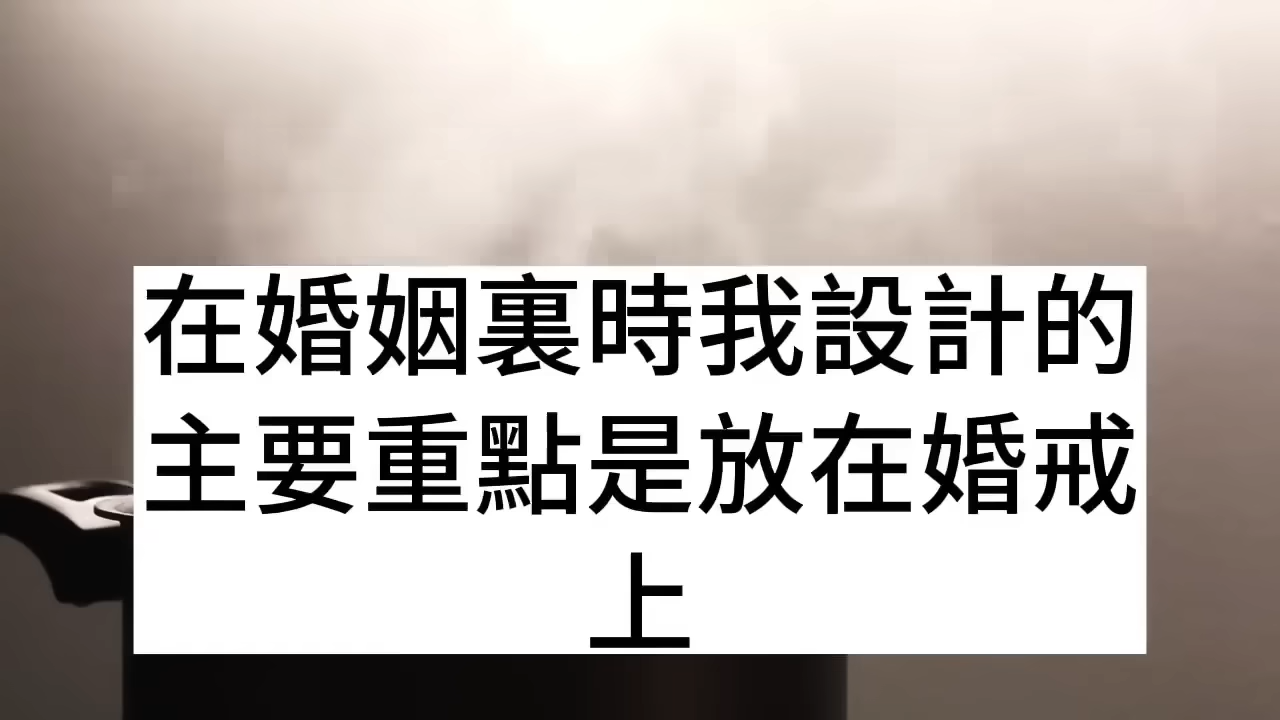 在婚姻裏時我設計的
主要重點是放在婚戒
上